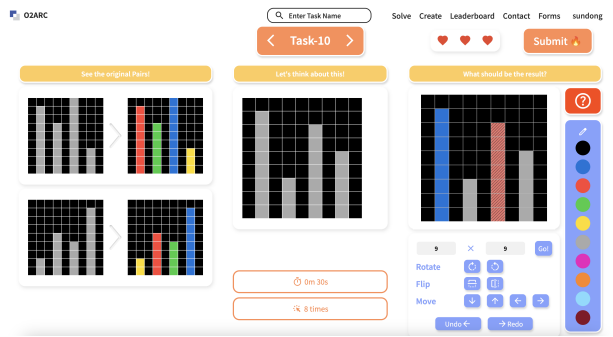 O2ARC
Enter Task Name
Solve Create Leaderboard Contact Forms sundong
Task-10
Submit
See the original Pairs!
Let's think about this!
What should be the result?
?
9 × 9 Go!
Rotate
Flip
Move
0m 30s
8 times
Undo ← → Redo